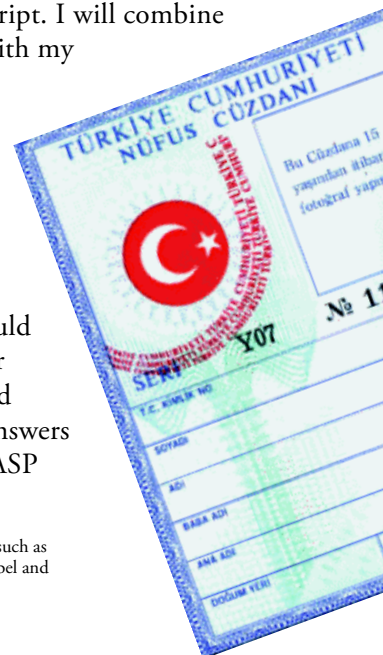 ript. I will combine
ith my
uld
r
d
nswers
ASP
such as
bel and
TÜRKİYE CUMHURİYETİ
NÜFUS CÜZDANI
Bu Cüzdana 15
yaşından itibar
fotoğraf yapış
SERİ Y07 № 11
T.C. KİMLİK NO
SOYADI
ADI
BABA ADI
ANA ADI
DOĞUM YERİ